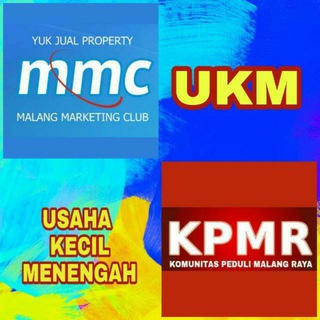 YUK JUAL PROPERTY
mmc
MALANG MARKETING CLUB
UKM
USAHA
KECIL
MENENGAH
KPMR
KOMUNITAS PEDULI MALANG RAYA